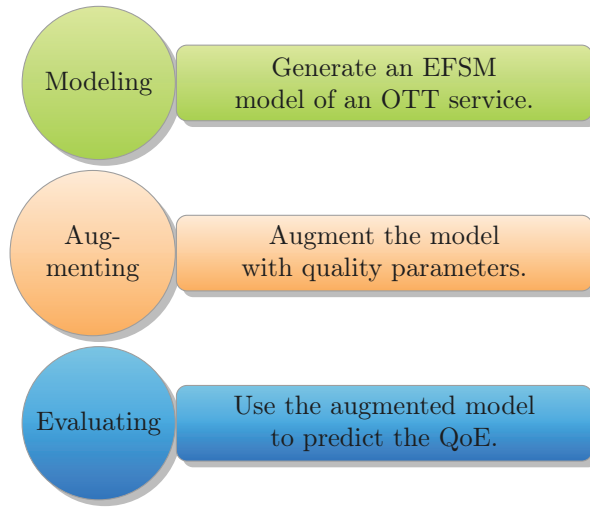 Modeling
Generate an EFSM
model of an OTT service.
Aug-
menting
Augment the model
with quality parameters.
Evaluating
Use the augmented model
to predict the QoE.